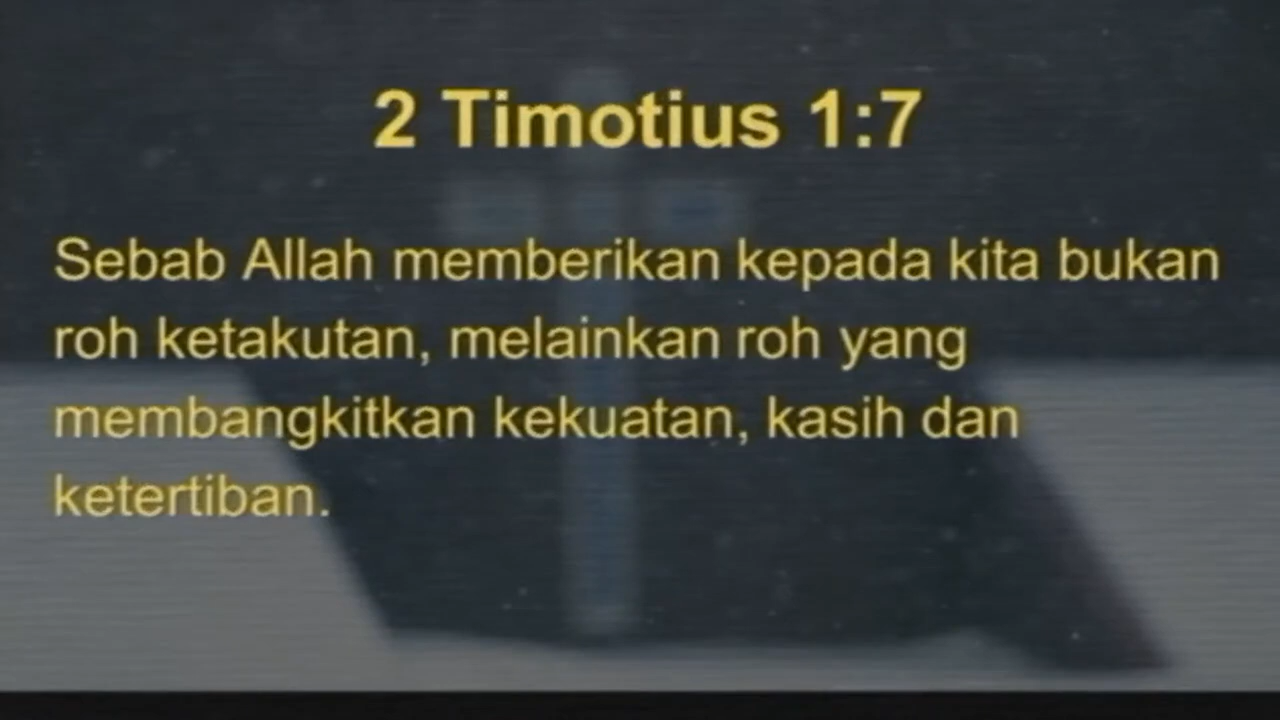 2 Timotius 1:7
Sebab Allah memberikan kepada kita bukan
roh ketakutan, melainkan roh yang
membangkitkan kekuatan, kasih dan
ketertiban.